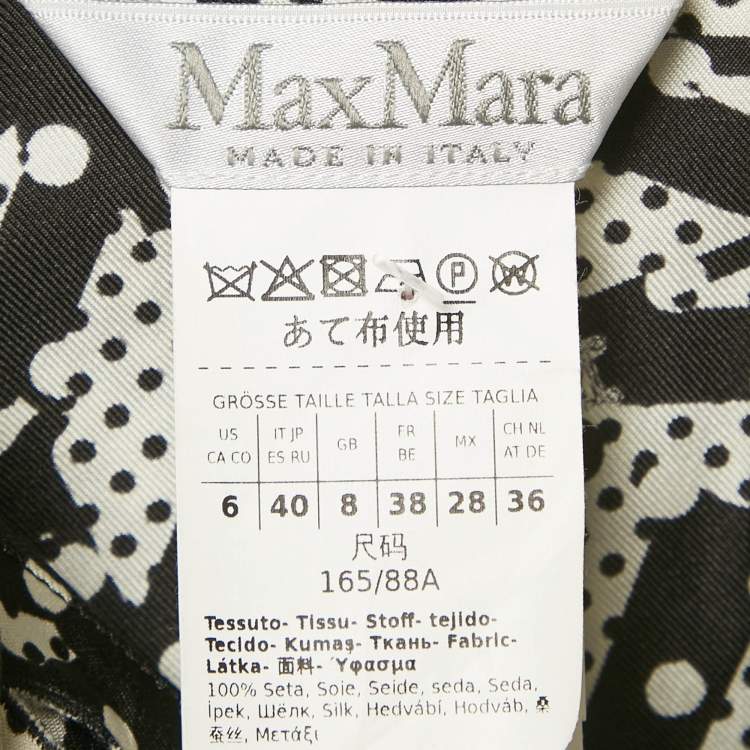 MaxMara
MADE IN ITALY
P W
あて布使用
GRÖSSE TAILLE TALLA SIZE TAGLIA
US IT JP GB FR MX CH NL
CA CO ES RU BE AT DE
6 40 8 38 28 36
尺码
165/88A
Tessuto- Tissu- Stoff- tejido-
Tecido- Kumaş- Ткань- Fabric-
Látka- 面料- Ύφασμα
100% Seta, Soie, Seide, seda, Seda,
İpek, Шёлк, Silk, Hedvábí, Hodváb, 桑
蚕丝, Μετάξι